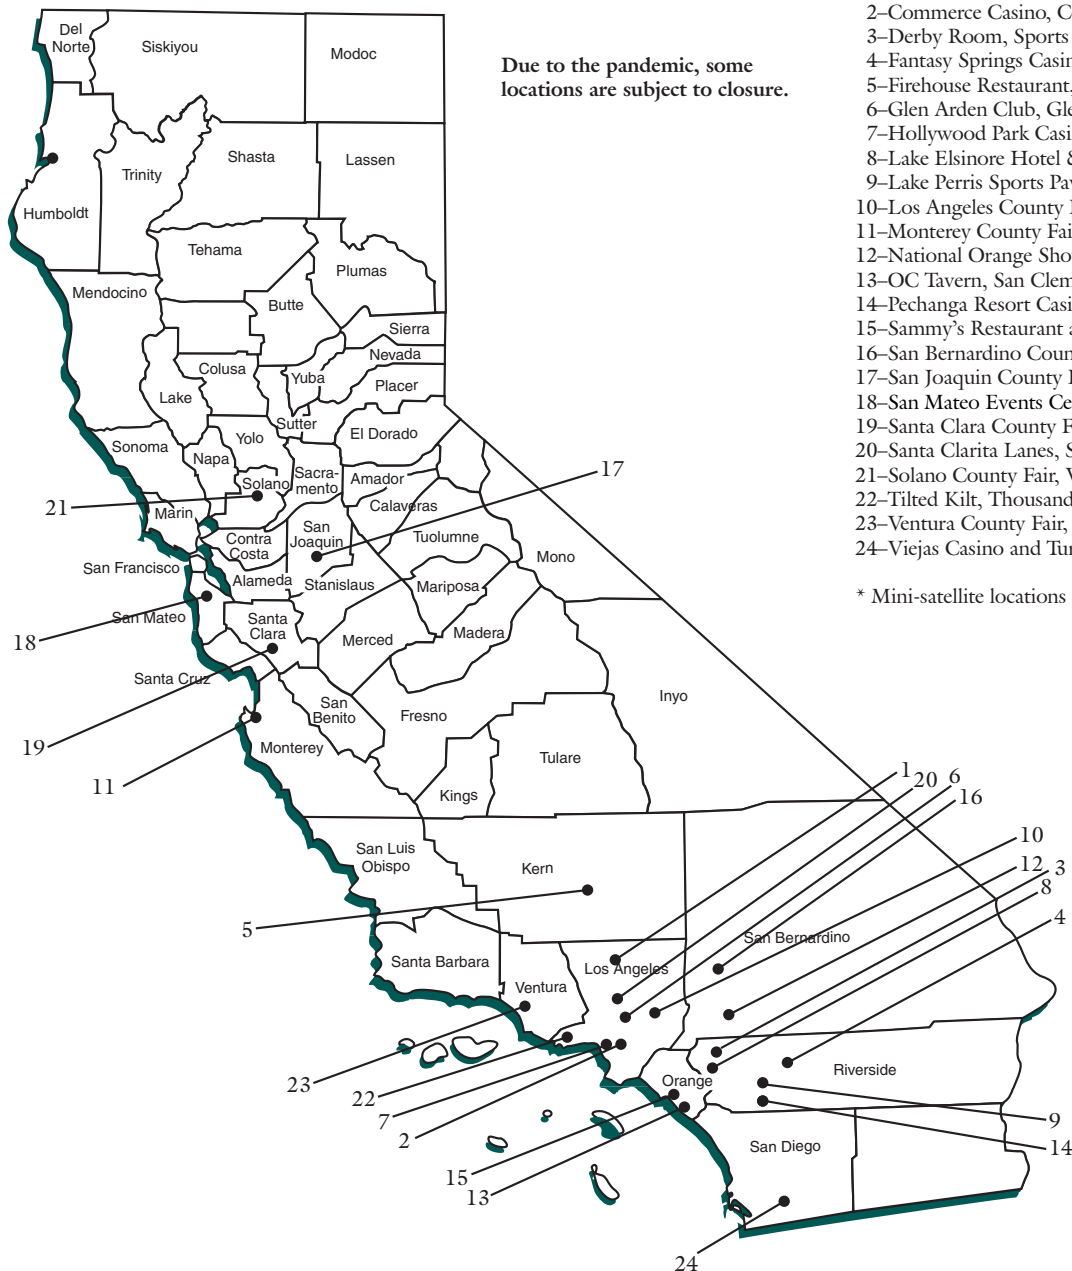 Due to the pandemic, some
locations are subject to closure.
2–Commerce Casino, C
3–Derby Room, Sports
4–Fantasy Springs Casin
5–Firehouse Restaurant,
6–Glen Arden Club, Gle
7–Hollywood Park Casi
8–Lake Elsinore Hotel &
9–Lake Perris Sports Pav
10–Los Angeles County
11–Monterey County Fai
12–National Orange Sho
13–OC Tavern, San Clem
14–Pechanga Resort Casi
15–Sammy’s Restaurant a
16–San Bernardino Coun
17–San Joaquin County
18–San Mateo Events Ce
19–Santa Clara County F
20–Santa Clarita Lanes, S
21–Solano County Fair, V
22–Tilted Kilt, Thousand
23–Ventura County Fair,
24–Viejas Casino and Tur
* Mini-satellite locations
Del
Norte
Siskiyou
Modoc
Shasta
Lassen
Trinity
Humboldt
Tehama
Plumas
Mendocino
Butte
Sierra
Nevada
Colusa
Yuba
Placer
Lake
Sutter
El Dorado
Sonoma
Yolo
Napa
Sacra-
mento
Amador
17
Solano
Calaveras
21
Marin
San
Joaquin
Tuolumne
Contra
Costa
Mono
San Francisco
Alameda
Stanislaus
Mariposa
San Mateo
Santa
Clara
Madera
18
Merced
Santa Cruz
Inyo
San
Benito
Fresno
19
Monterey
Tulare
11
Kings
1
20
6
16
10
San Luis
Obispo
Kern
12
3
8
4
5
San Bernardino
Santa Barbara
Los Angeles
Ventura
Riverside
Orange
23
22
7
2
9
14
San Diego
15
13
24